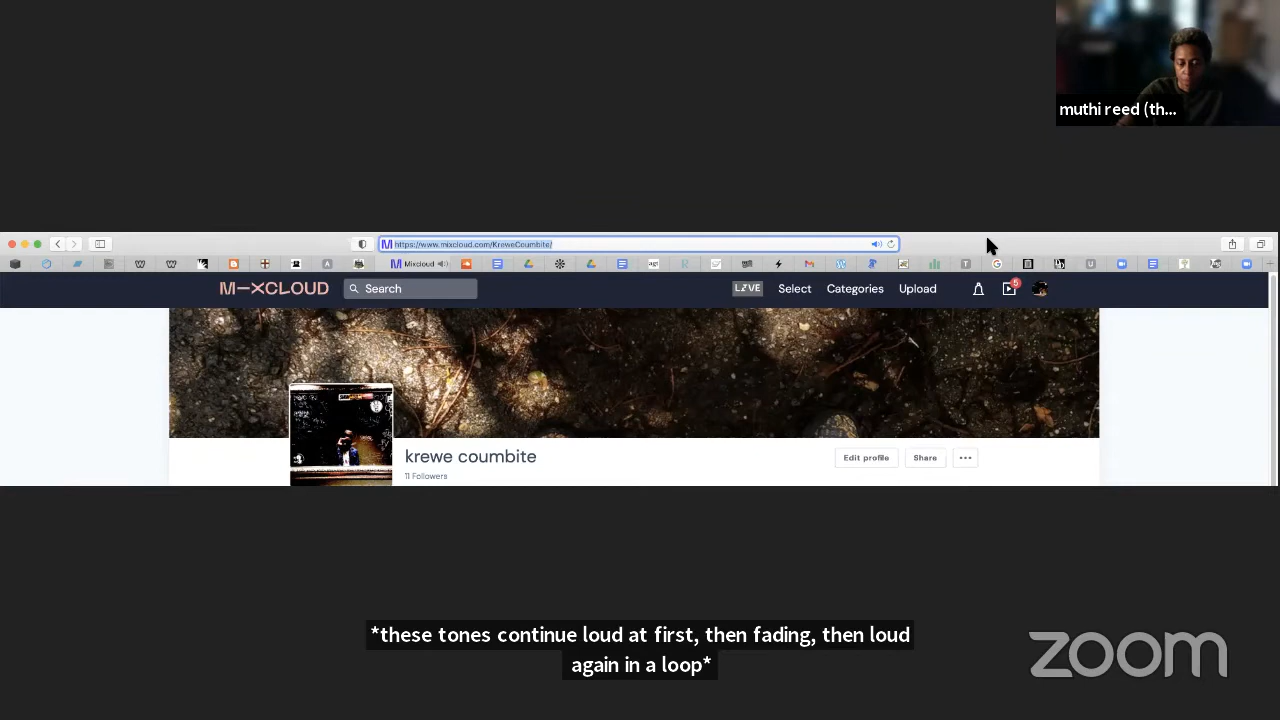 muthi reed (th...
https://www.mixcloud.com/KreweCoumbite/
Mixcloud
M—XCLOUD
Search
LIVE
Select
Categories
Upload
5
krewe coumbite
Edit profile
Share
11 Followers
*these tones continue loud at first, then fading, then loud
again in a loop*
zoom